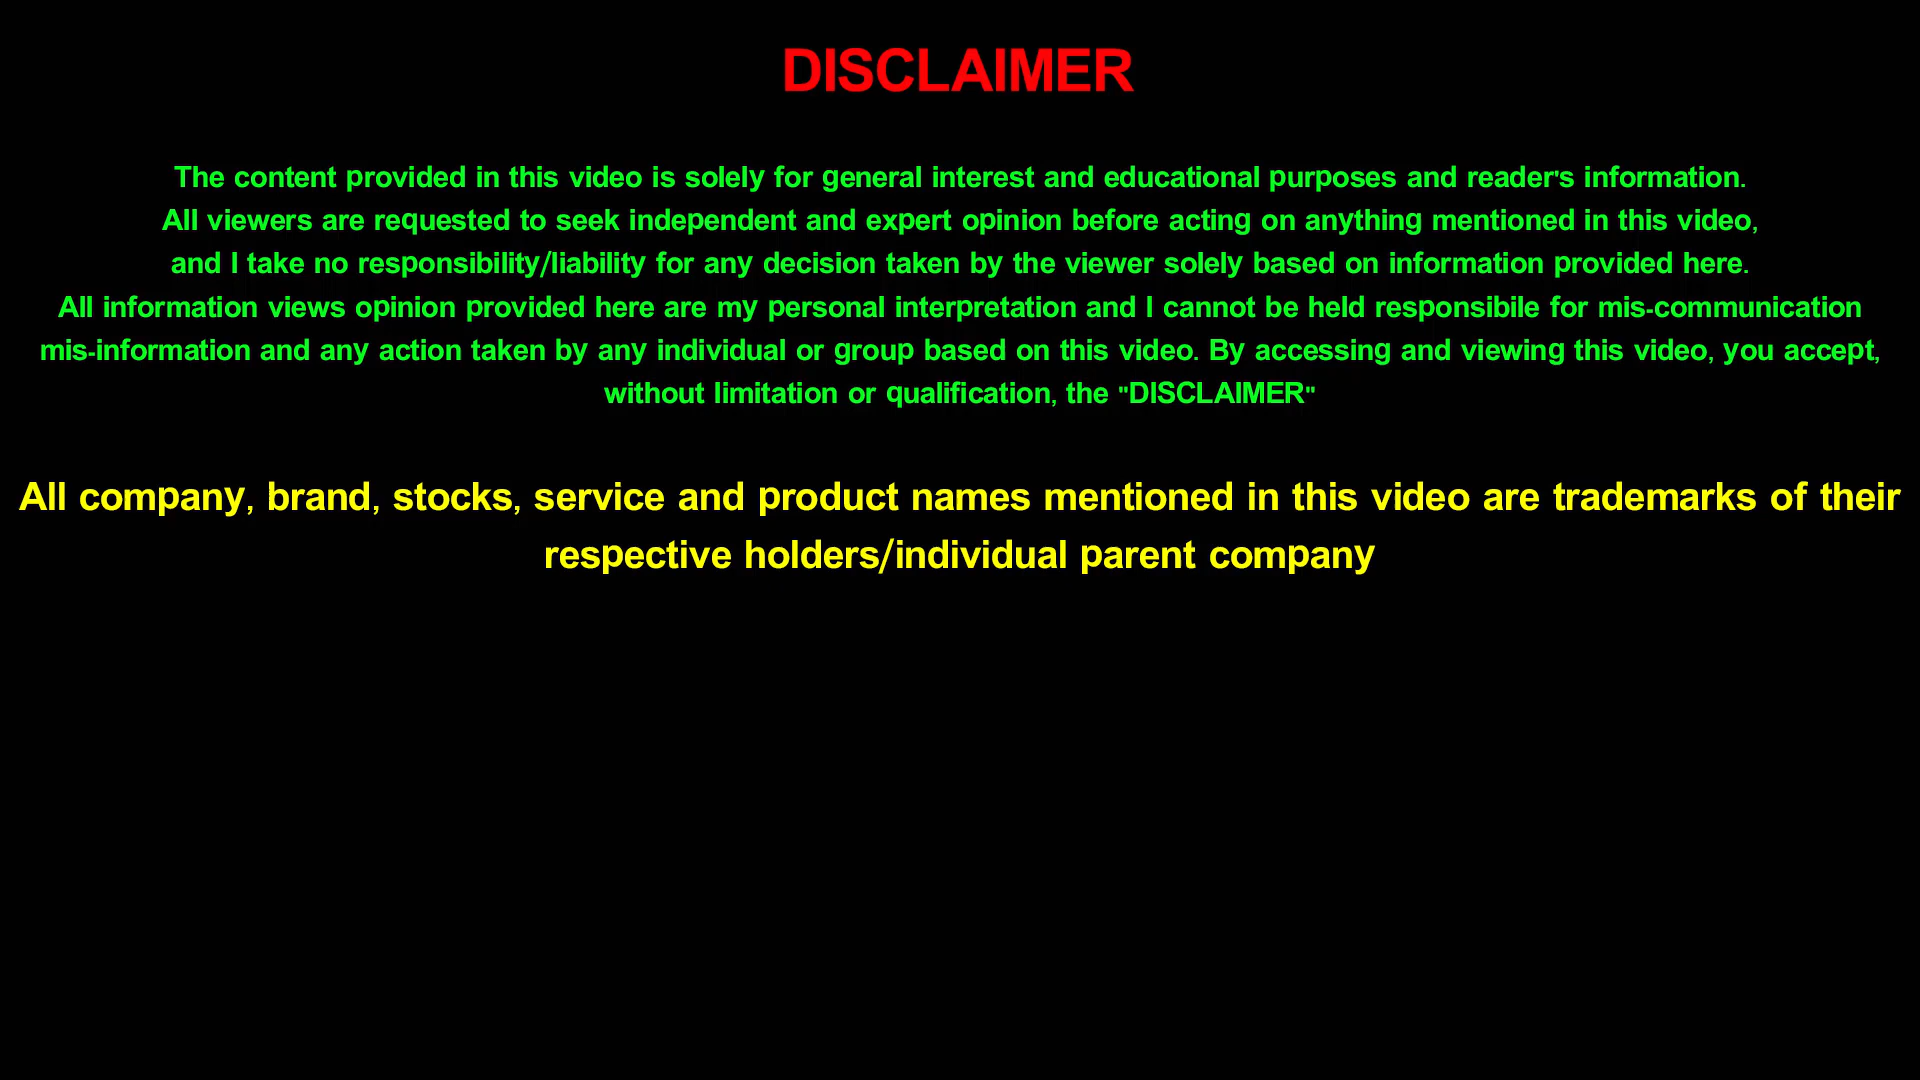 DISCLAIMER
The content provided in this video is solely for general interest and educational purposes and reader's information.
All viewers are requested to seek independent and expert opinion before acting on anything mentioned in this video,
and I take no responsibility/liability for any decision taken by the viewer solely based on information provided here.
All information views opinion provided here are my personal interpretation and I cannot be held responsibile for mis-communication
mis-information and any action taken by any individual or group based on this video. By accessing and viewing this video, you accept,
without limitation or qualification, the "DISCLAIMER"
All company, brand, stocks, service and product names mentioned in this video are trademarks of their
respective holders/individual parent company